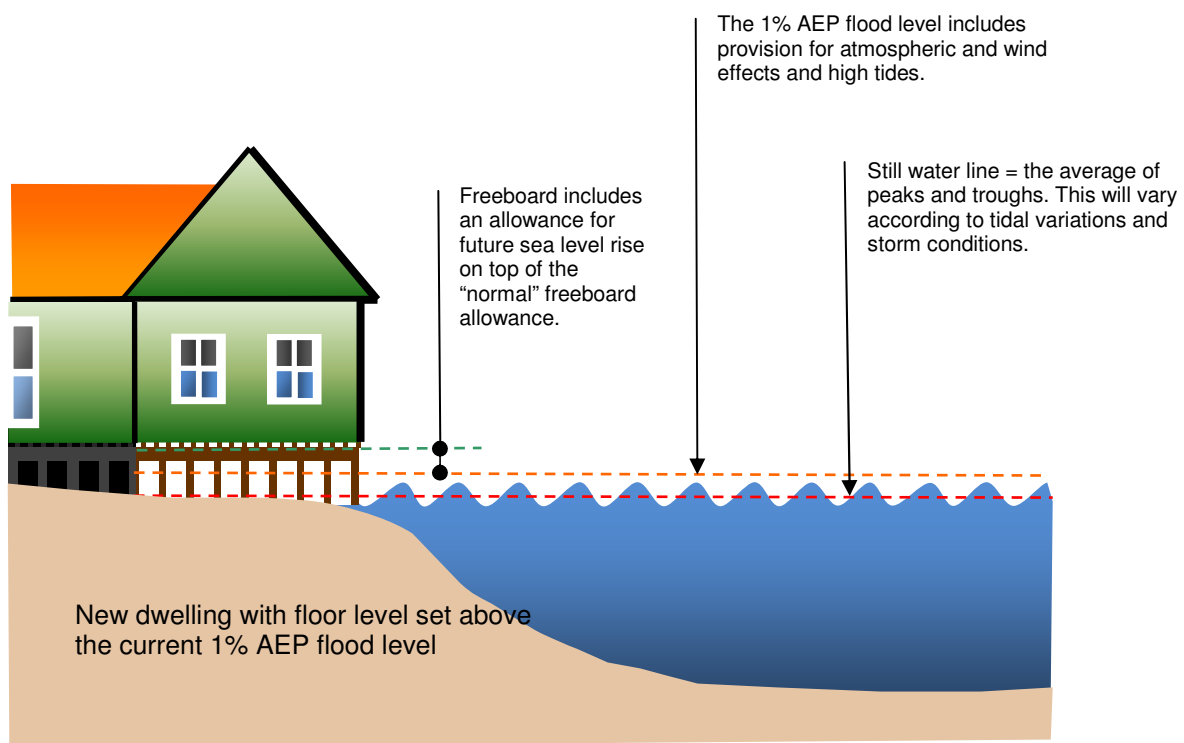 The 1% AEP flood level includes
provision for atmospheric and wind
effects and high tides.
Still water line = the average of
peaks and troughs. This will vary
according to tidal variations and
storm conditions.
Freeboard includes
an allowance for
future sea level rise
on top of the
“normal” freeboard
allowance.
New dwelling with floor level set above
the current 1% AEP flood level